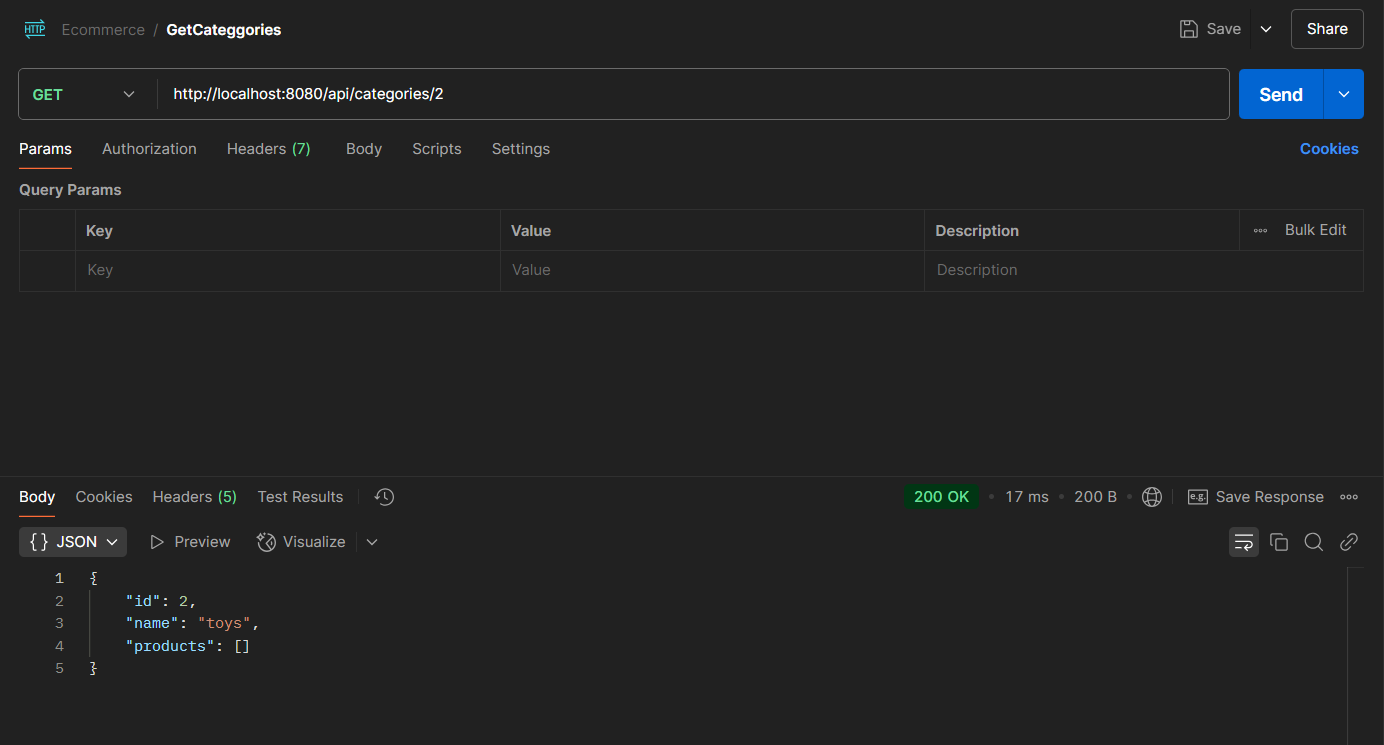 HTTP Ecommerce / GetCateggories Save Share
GET http://localhost:8080/api/categories/2 Send
Params Authorization Headers (7) Body Scripts Settings Cookies
Query Params
Key Value Description Bulk Edit
Key Value Description
Body Cookies Headers (5) Test Results 200 OK 17 ms 200 B e.g. Save Response
{} JSON Preview Visualize
1 {
2 "id": 2,
3 "name": "toys",
4 "products": []
5 }